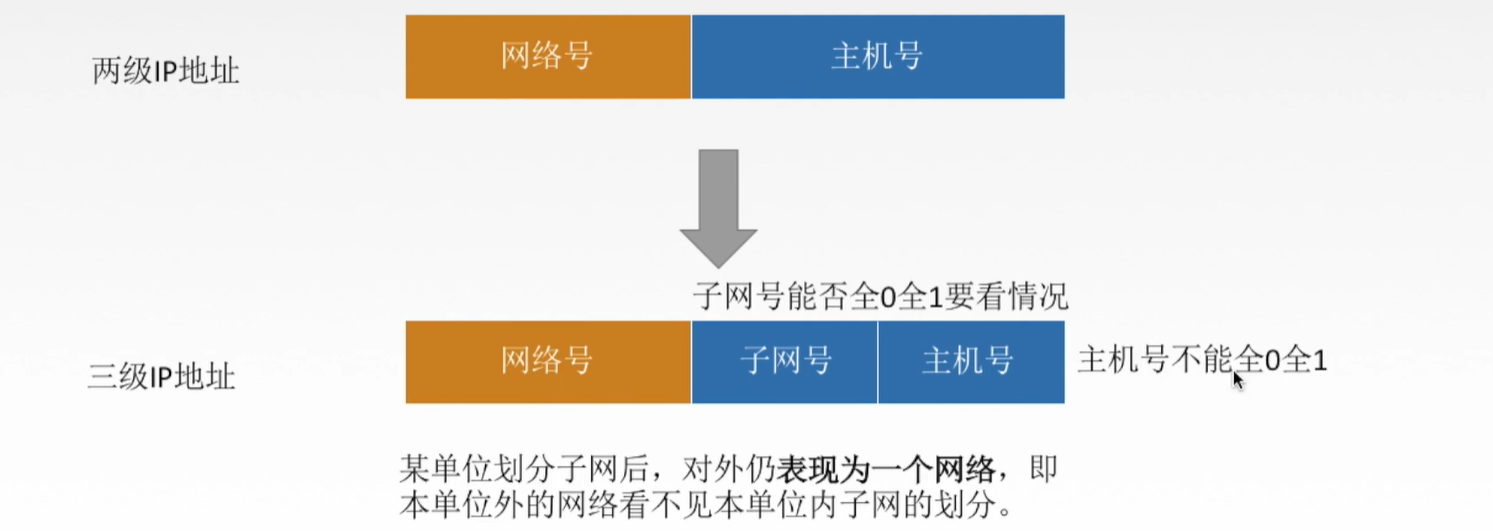 两级IP地址
网络号
主机号
子网号能否全0全1要看情况
三级IP地址
网络号
子网号
主机号
主机号不能全0全1
某单位划分子网后，对外仍表现为一个网络，即
本单位外的网络看不见本单位内子网的划分。